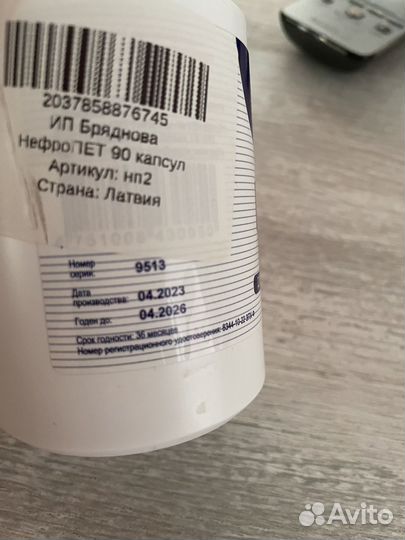 2037858876745
ИП Бряднова
НефроПЕТ 90 капсул
Артикул: нп2
Страна: Латвия
Номер серии: 9513
Дата производства: 04.2023
Годен до: 04.2026
Срок годности: 36 месяцев
Номер регистрационного удостоверения:
Avito